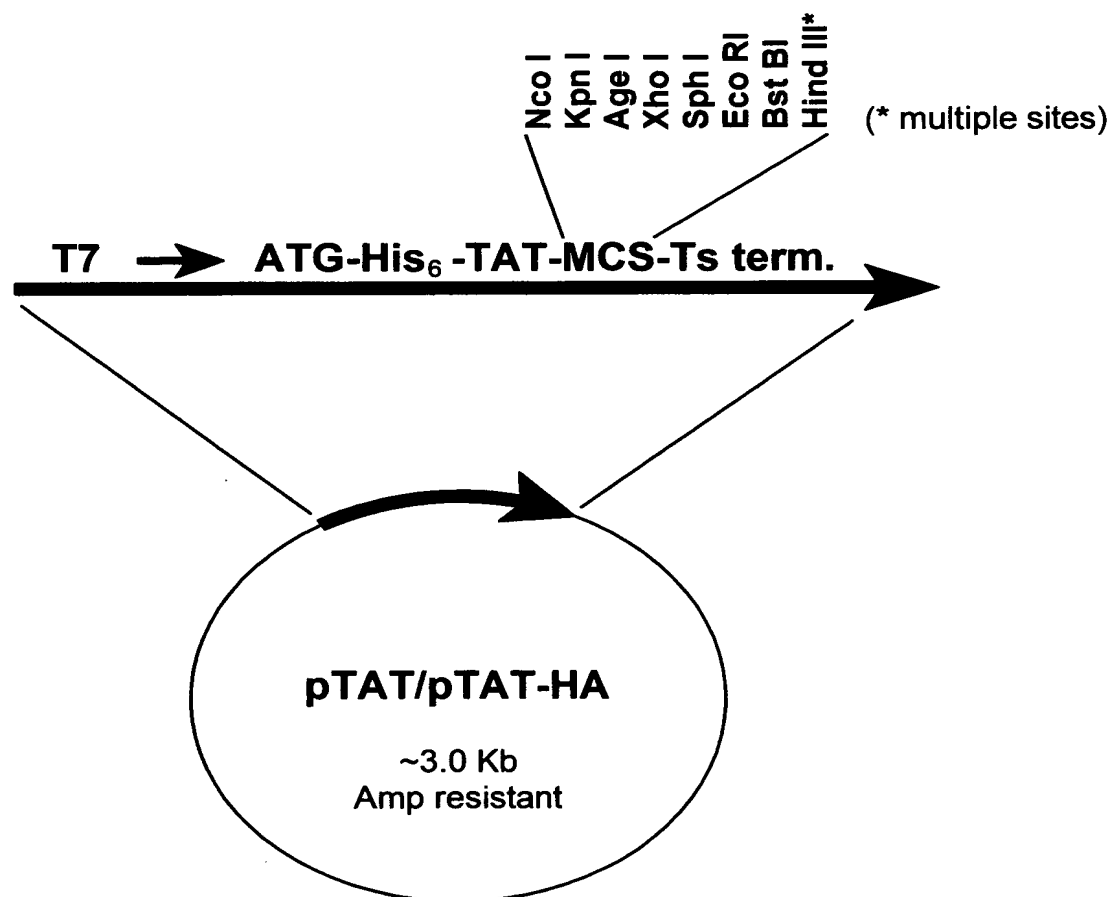 Nco I
Kpn I
Age I
Xho I
Sph I
Eco RI
Bst BI
Hind III*
(* multiple sites)
T7 ATG-His₆ -TAT-MCS-Ts term.
pTAT/pTAT-HA
~3.0 Kb
Amp resistant